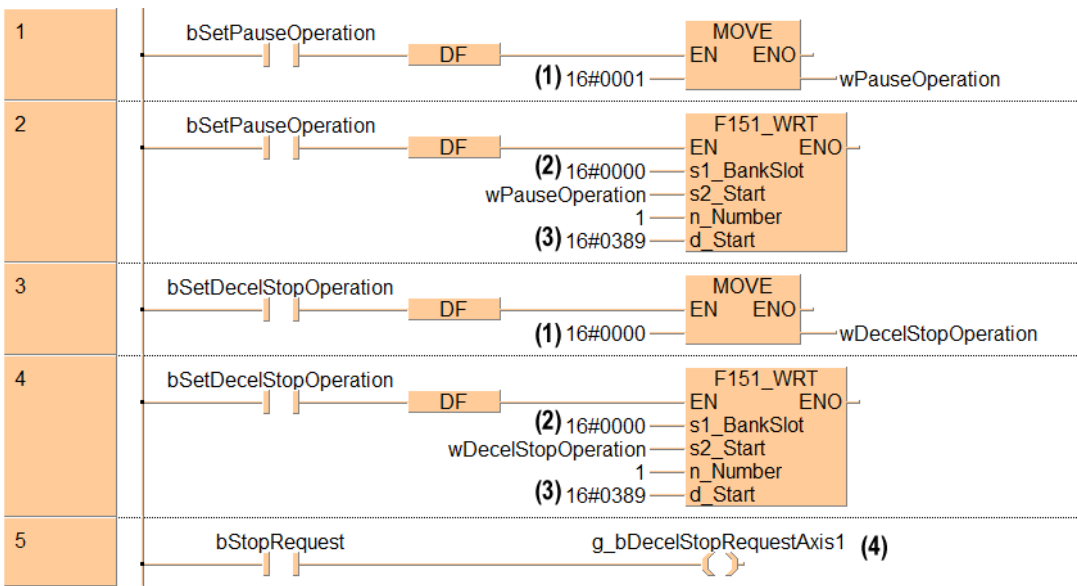 1
bSetPauseOperation
DF
MOVE
EN ENO
(1) 16#0001
wPauseOperation
2
bSetPauseOperation
DF
F151_WRT
EN ENO
(2) 16#0000 s1_BankSlot
wPauseOperation s2_Start
1 n_Number
(3) 16#0389 d_Start
3
bSetDecelStopOperation
DF
MOVE
EN ENO
(1) 16#0000
wDecelStopOperation
4
bSetDecelStopOperation
DF
F151_WRT
EN ENO
(2) 16#0000 s1_BankSlot
wDecelStopOperation s2_Start
1 n_Number
(3) 16#0389 d_Start
5
bStopRequest
g_bDecelStopRequestAxis1 (4)